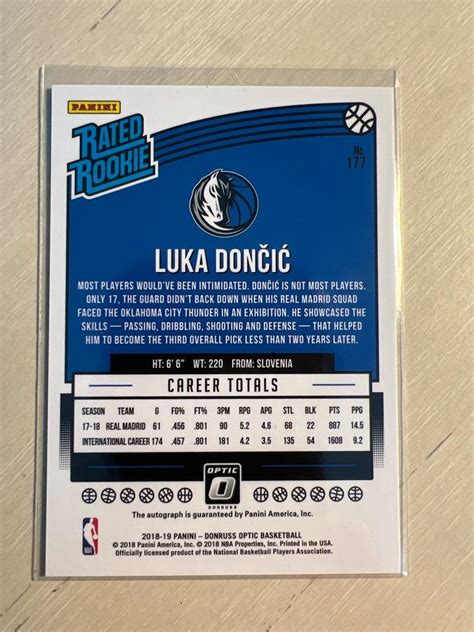 PANINI
RATED
ROOKIE
No.
177
LUKA DONČIĆ
MOST PLAYERS WOULD'VE BEEN INTIMIDATED. DONČIĆ IS NOT MOST PLAYERS.
ONLY 17, THE GUARD DIDN'T BACK DOWN WHEN HIS REAL MADRID SQUAD
FACED THE OKLAHOMA CITY THUNDER IN AN EXHIBITION. HE SHOWCASED THE
SKILLS — PASSING, DRIBBLING, SHOOTING AND DEFENSE — THAT HELPED
HIM TO BECOME THE THIRD OVERALL PICK LESS THAN TWO YEARS LATER.
HT: 6' 6" WT: 220 FROM: SLOVENIA
CAREER TOTALS
SEASON TEAM G FG% FT% 3PM RPG APG STL BLK PTS PPG
17-18 REAL MADRID 61 .456 .801 90 5.2 4.6 68 22 887 14.5
INTERNATIONAL CAREER 174 .457 .801 181 4.2 3.5 135 54 1608 9.2
OPTIC
DONRUSS
The autograph is guaranteed by Panini America, Inc.
NBA
2018-19 PANINI – DONRUSS OPTIC BASKETBALL
© 2018 Panini America, Inc. © 2018 NBA Properties, Inc. Printed in the USA.
Officially licensed product of the National Basketball Players Association.